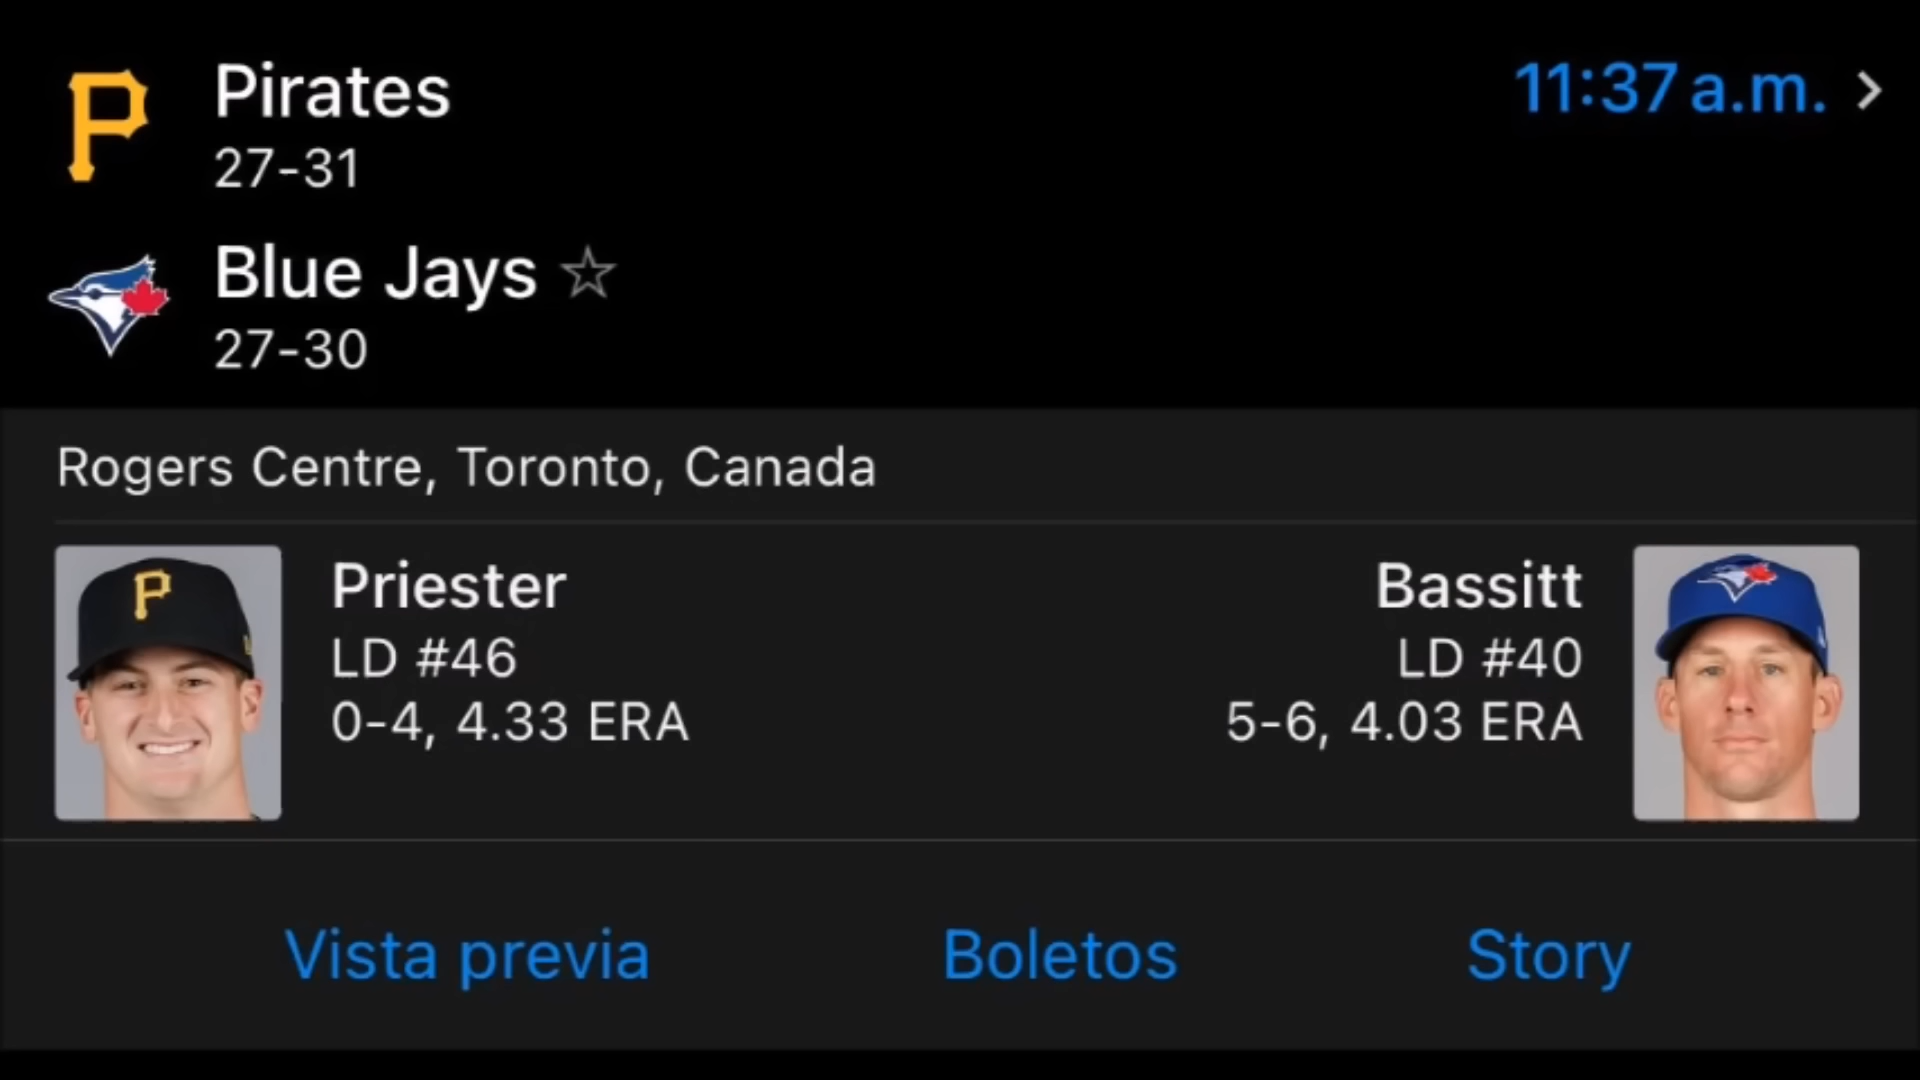 Pirates
27-31
11:37 a.m.
Blue Jays
27-30
Rogers Centre, Toronto, Canada
Priester
LD #46
0-4, 4.33 ERA
Bassitt
LD #40
5-6, 4.03 ERA
Vista previa
Boletos
Story